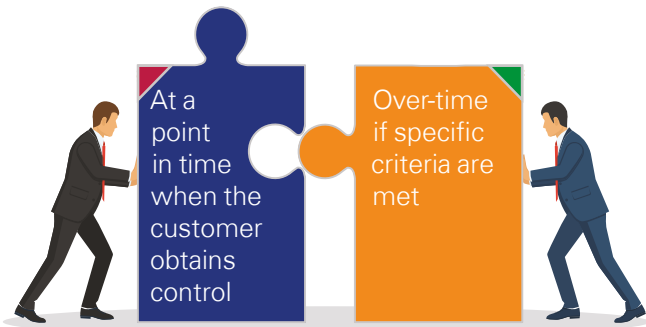 At a
point
in time
when the
customer
obtains
control
Over-time
if specific
criteria are
met